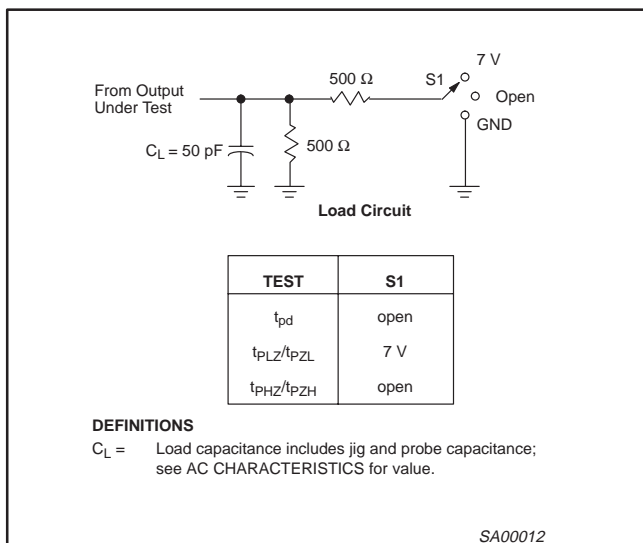 7 V
500 Ω
S1
From Output
Under Test
Open
GND
C_L = 50 pF
500 Ω
Load Circuit
TEST S1
t_pd open
t_PLZ/t_PZL 7 V
t_PHZ/t_PZH open
DEFINITIONS
C_L = Load capacitance includes jig and probe capacitance;
see AC CHARACTERISTICS for value.
SA00012